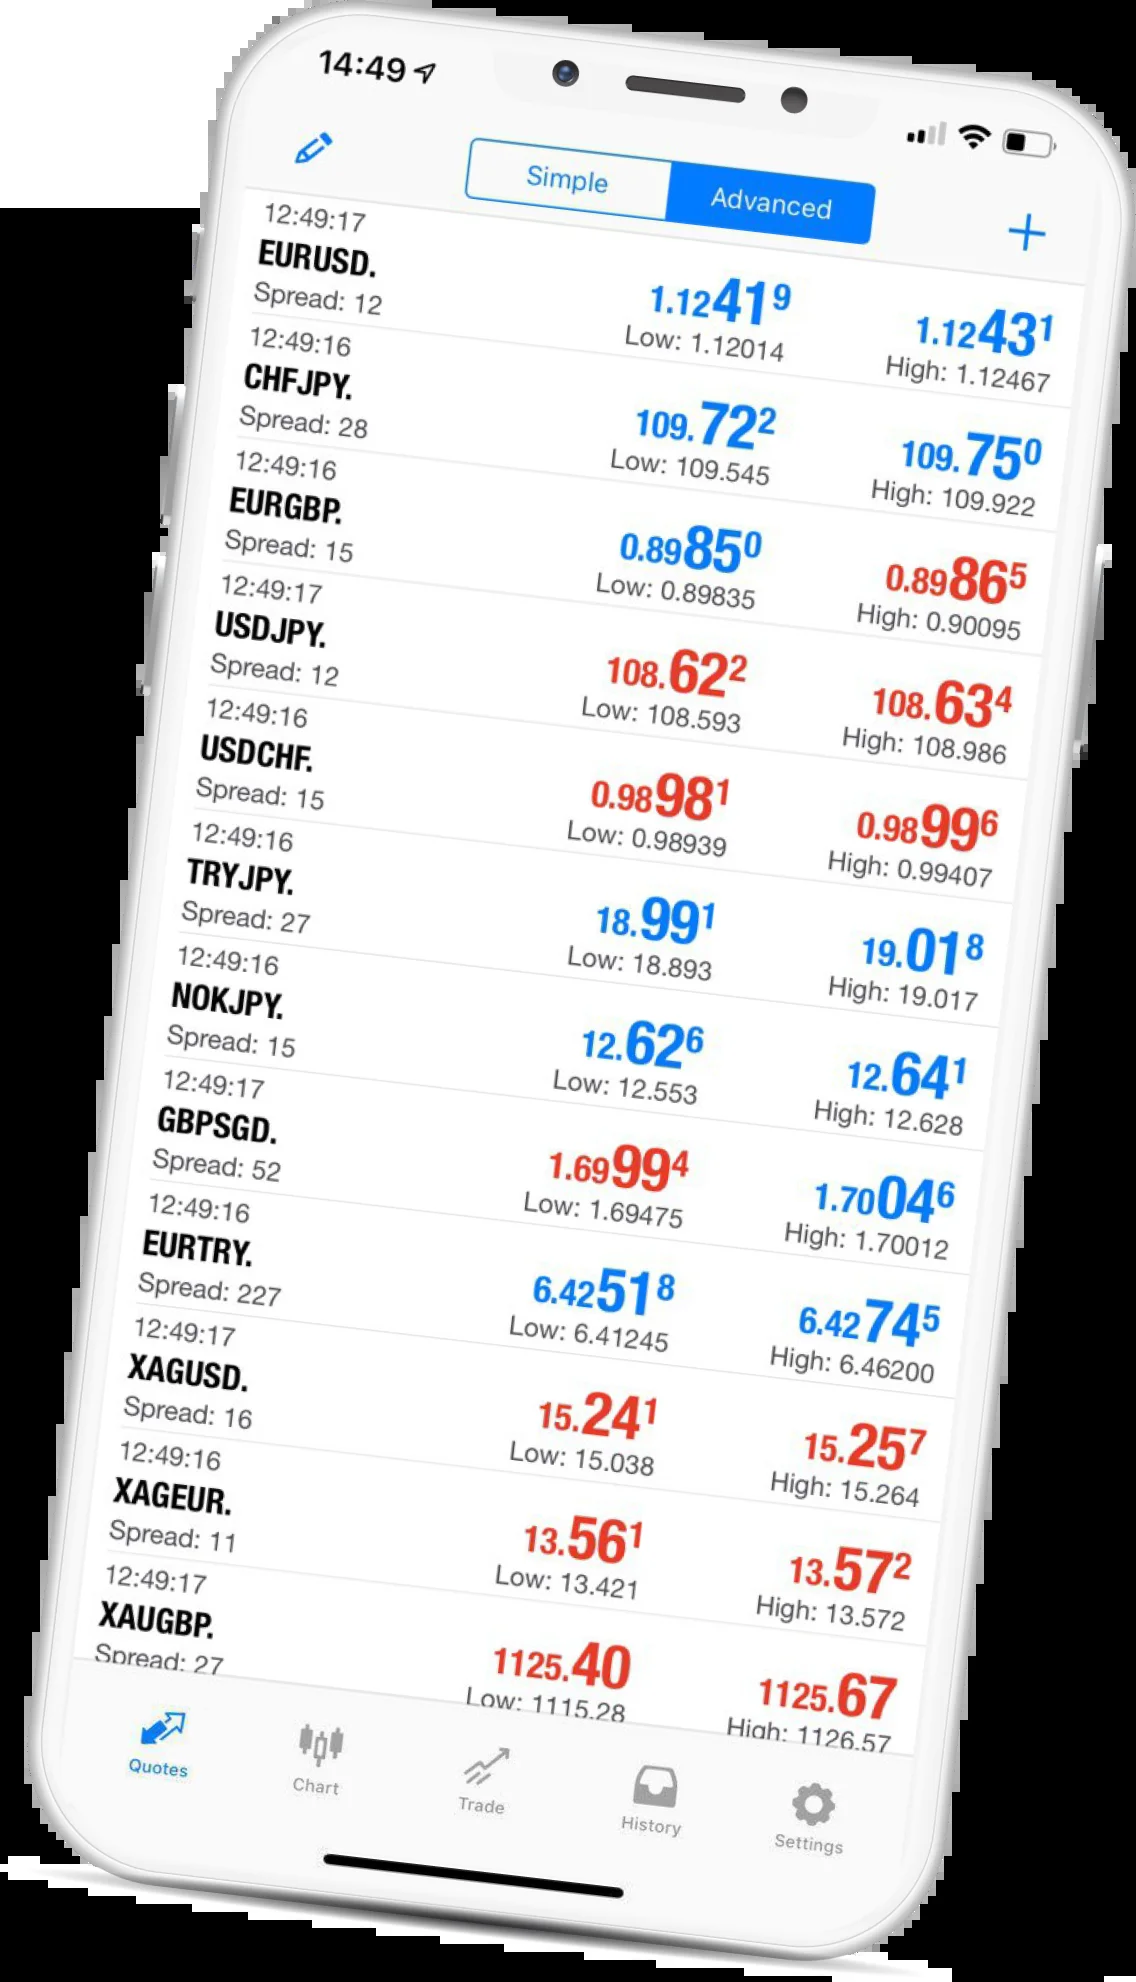 14:49
Simple Advanced
12:49:17
EURUSD. 1.12419 1.12431
Spread: 12 Low: 1.12014 High: 1.12467
12:49:16
CHFJPY. 109.722 109.750
Spread: 28 Low: 109.545 High: 109.922
12:49:16
EURGBP. 0.89850 0.89865
Spread: 15 Low: 0.89835 High: 0.90095
12:49:17
USDJPY. 108.622 108.634
Spread: 12 Low: 108.593 High: 108.986
12:49:16
USDCHF. 0.98981 0.98996
Spread: 15 Low: 0.98939 High: 0.99407
12:49:16
TRYJPY. 18.991 19.018
Spread: 27 Low: 18.893 High: 19.017
12:49:16
NOKJPY. 12.626 12.641
Spread: 15 Low: 12.553 High: 12.628
12:49:17
GBPSGD. 1.69994 1.70046
Spread: 52 Low: 1.69475 High: 1.70012
12:49:16
EURTRY. 6.42518 6.42745
Spread: 227 Low: 6.41245 High: 6.46200
12:49:17
XAGUSD. 15.241 15.257
Spread: 16 Low: 15.038 High: 15.264
12:49:16
XAGEUR. 13.561 13.572
Spread: 11 Low: 13.421 High: 13.572
12:49:17
XAUGBP. 1125.40 1125.67
Spread: 27 Low: 1115.28 High: 1126.57
Quotes Chart Trade History Settings